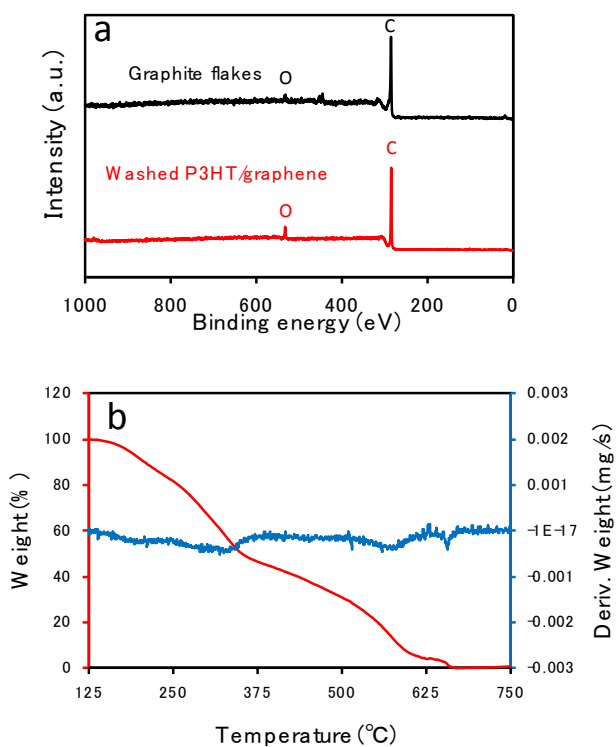 a
C
Graphite flakes
O
C
Washed P3HT/graphene
O
Intensity (a.u.)
1000 800 600 400 200 0
Binding energy (eV)
b
120 0.003
100 0.002
80 0.001
60 -1E-17
40 -0.001
20 -0.002
0 -0.003
Weight(%)
Deriv. Weight(mg/s)
125 250 375 500 625 750
Temperature (℃)